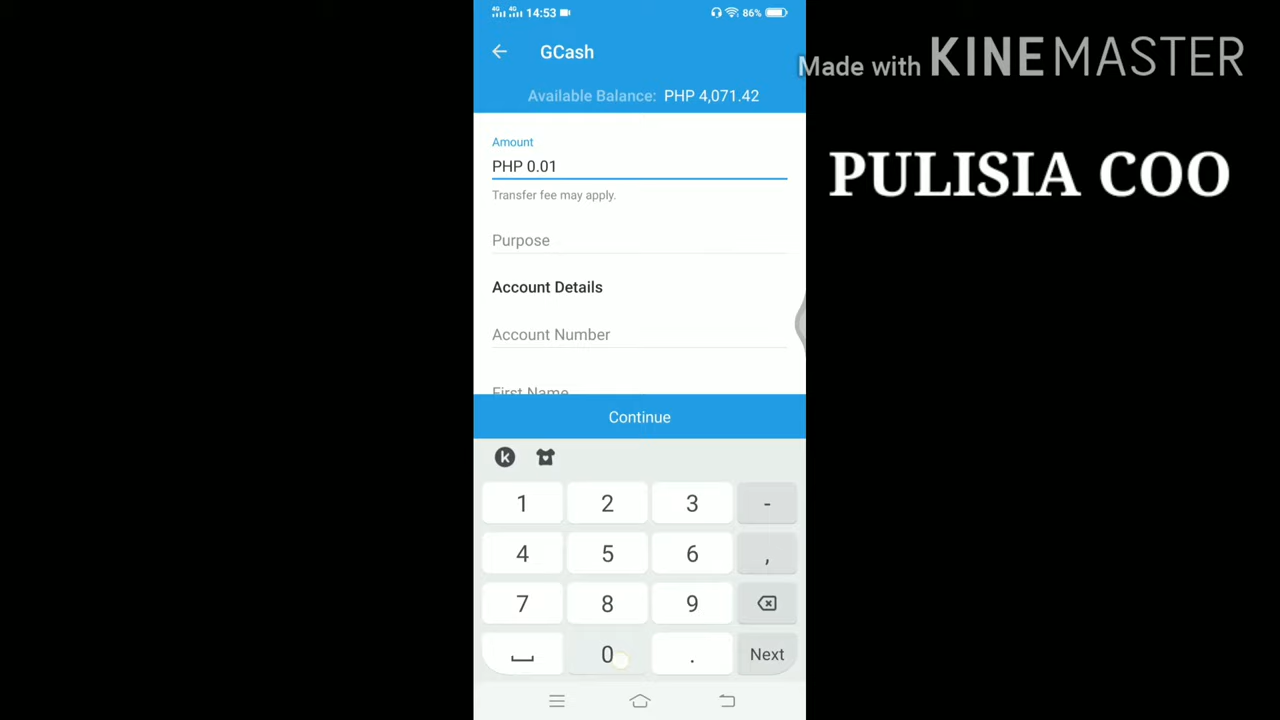 14:53 86%
GCash
Available Balance: PHP 4,071.42
Made with KINEMASTER
PULISIA COO
Amount
PHP 0.01
Transfer fee may apply.
Purpose
Account Details
Account Number
First Name
Continue
k
1 2 3 -
4 5 6 ,
7 8 9
0 . Next